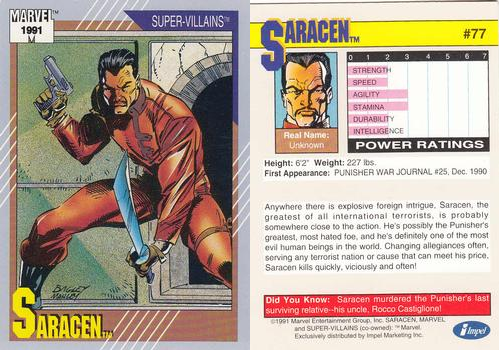 MARVEL™
1991
M
SUPER-VILLAINS™
BAGLEY
SARACEN™
SARACEN™
#77
0 1 2 3 4 5 6 7
STRENGTH
SPEED
AGILITY
STAMINA
DURABILITY
INTELLIGENCE
Real Name:
Unknown
POWER RATINGS
Height: 6'2" Weight: 227 lbs.
First Appearance: PUNISHER WAR JOURNAL #25, Dec. 1990
Anywhere there is explosive foreign intrigue, Saracen, the
greatest of all international terrorists, is probably
somewhere close to the action. He's possibly the Punisher's
greatest, most hated foe, and he's definitely one of the most
evil human beings in the world. Changing allegiances often,
serving any terrorist nation or cause that can meet his price,
Saracen kills quickly, viciously and often!
Did You Know: Saracen murdered the Punisher's last
surviving relative--his uncle, Rocco Castiglione!
©1991 Marvel Entertainment Group, Inc. SARACEN, MARVEL
and SUPER-VILLAINS (co-owned): ™ Marvel.
Exclusively distributed by Impel Marketing Inc.
Impel